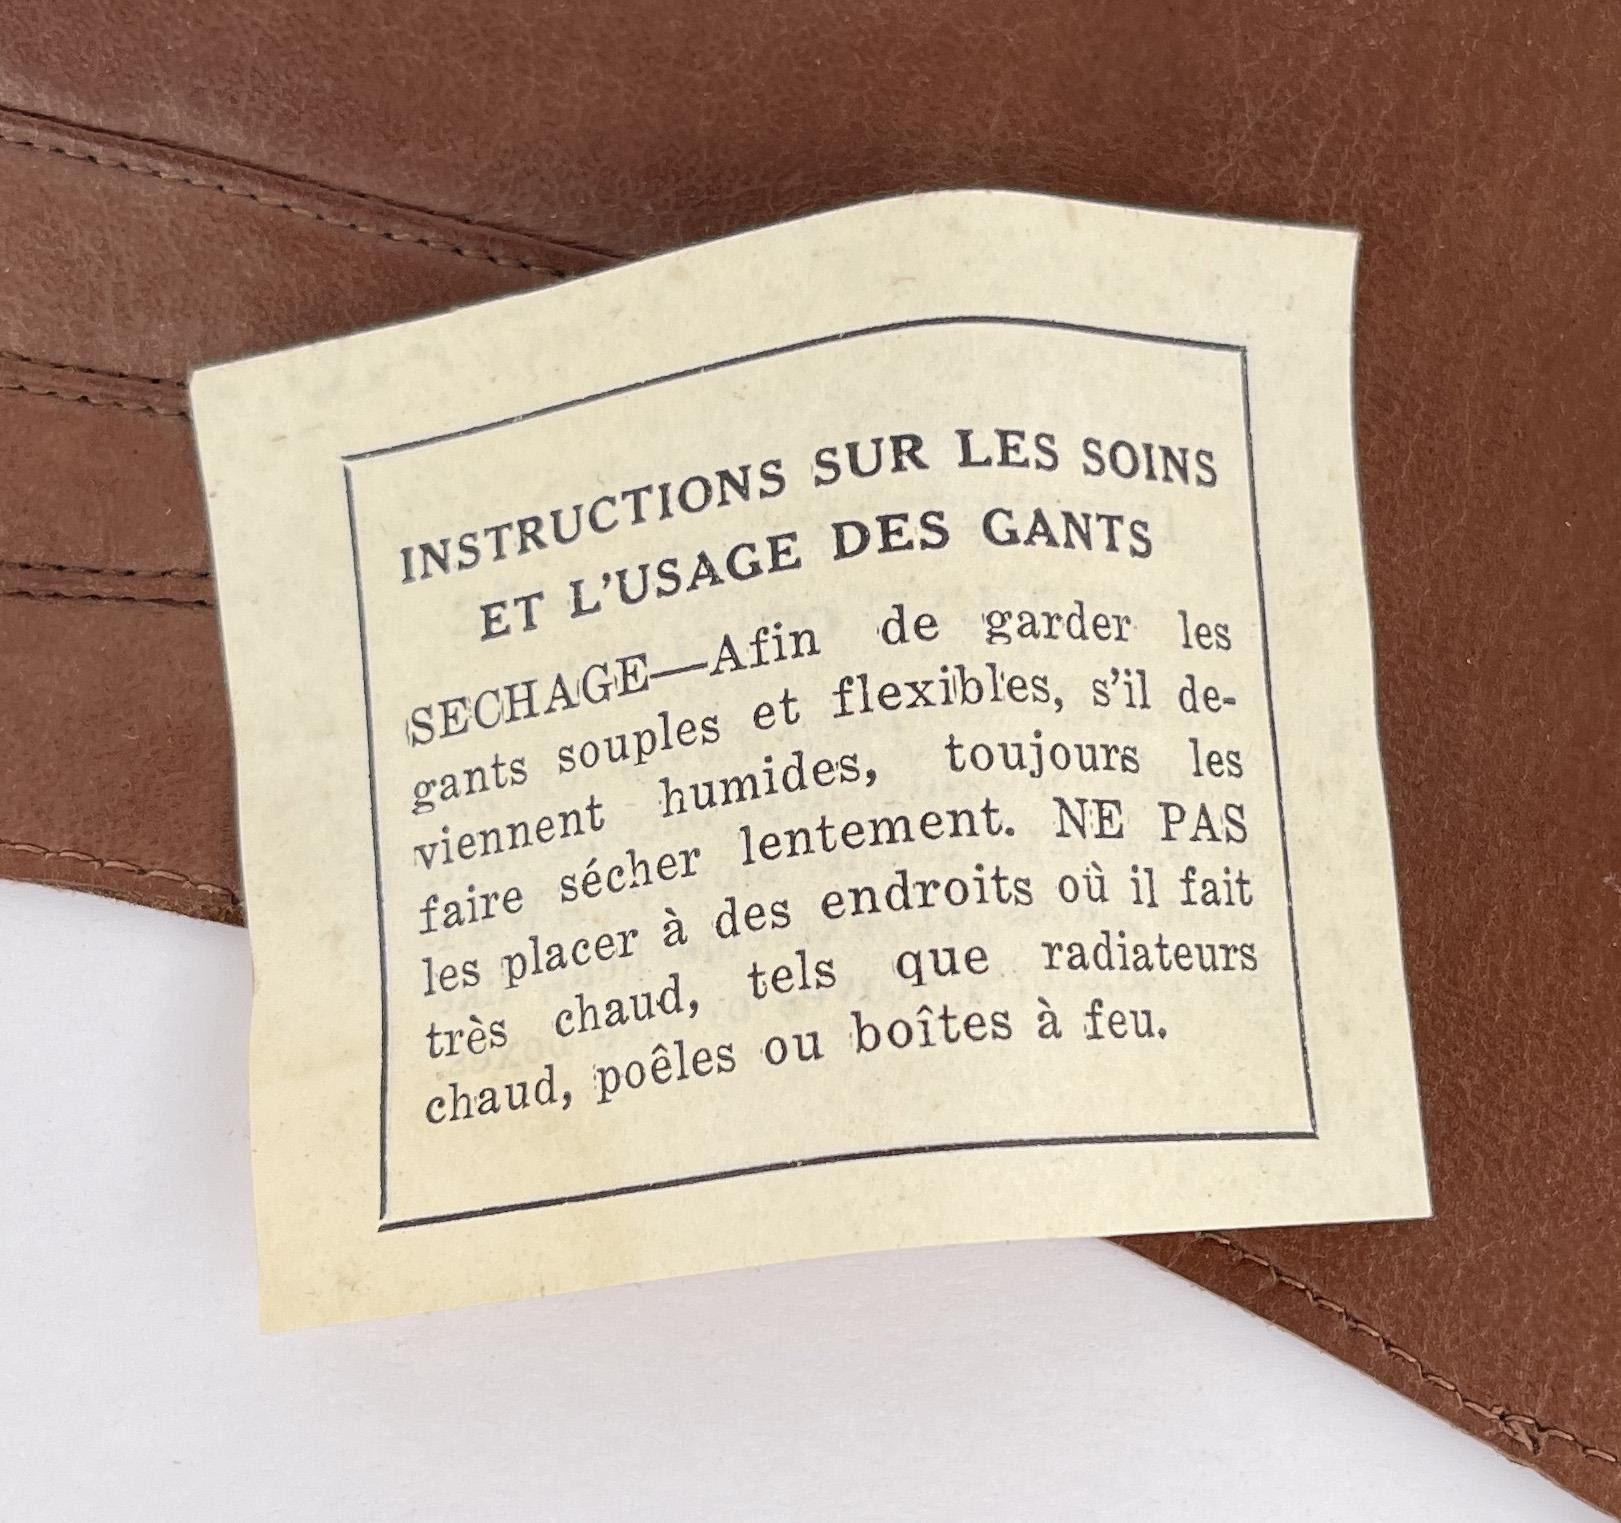 INSTRUCTIONS SUR LES SOINS
ET L'USAGE DES GANTS
SECHAGE—Afin de garder les
gants souples et flexibles, s'il de-
viennent humides, toujours les
faire sécher lentement. NE PAS
les placer à des endroits où il fait
très chaud, tels que radiateurs
chaud, poêles ou boîtes à feu.